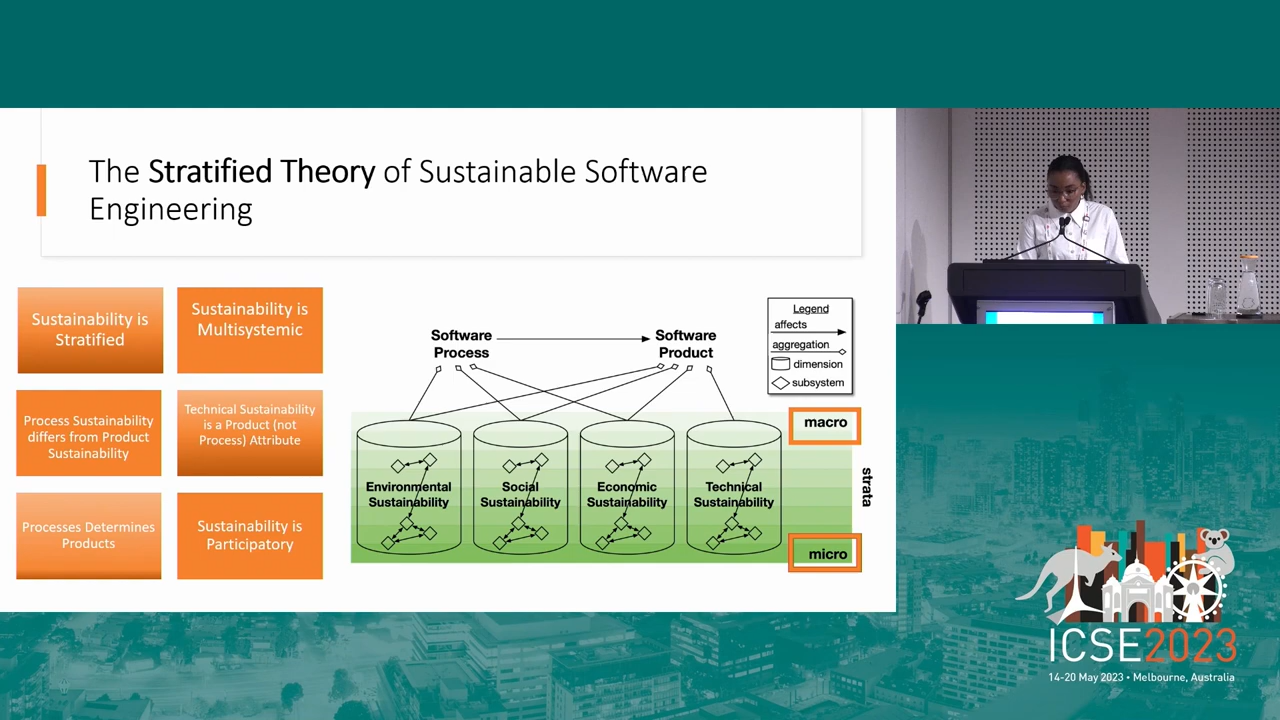 The Stratified Theory of Sustainable Software
Engineering
Sustainability is
Stratified
Sustainability is
Multisystemic
Process Sustainability
differs from Product
Sustainability
Technical Sustainability
is a Product (not
Process) Attribute
Processes Determines
Products
Sustainability is
Participatory
Software
Process
Software
Product
Legend
affects
aggregation
dimension
subsystem
macro
Environmental
Sustainability
Social
Sustainability
Economic
Sustainability
Technical
Sustainability
strata
micro
ICSE2023
14-20 May 2023 • Melbourne, Australia